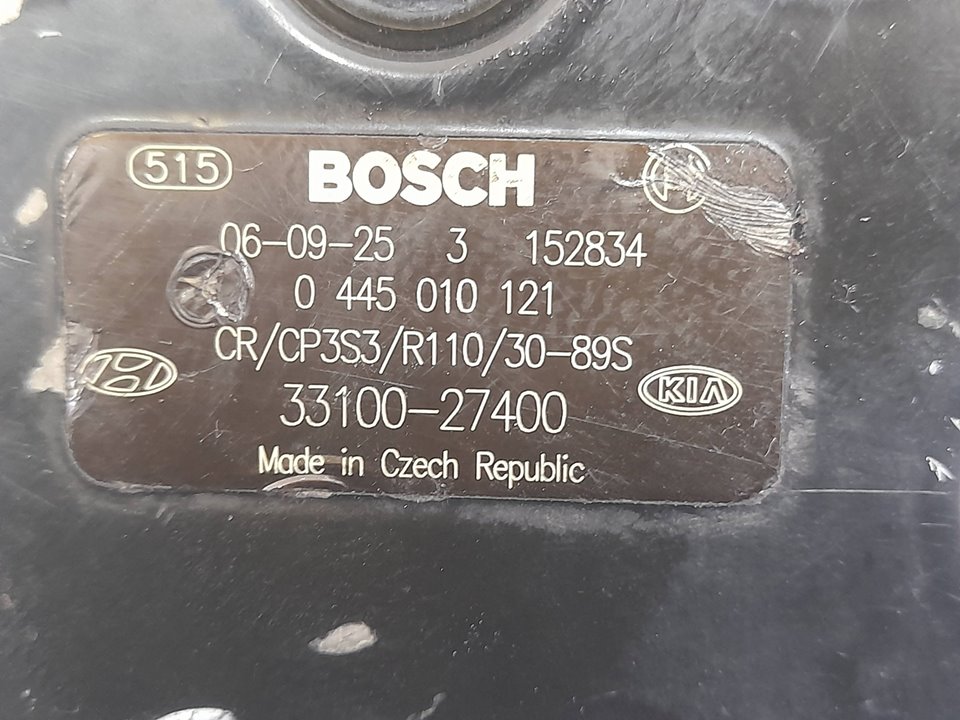 515 BOSCH
06-09-25 3 152834
0 445 010 121
CR/CP3S3/R110/30-89S
33100-27400
KIA
Made in Czech Republic